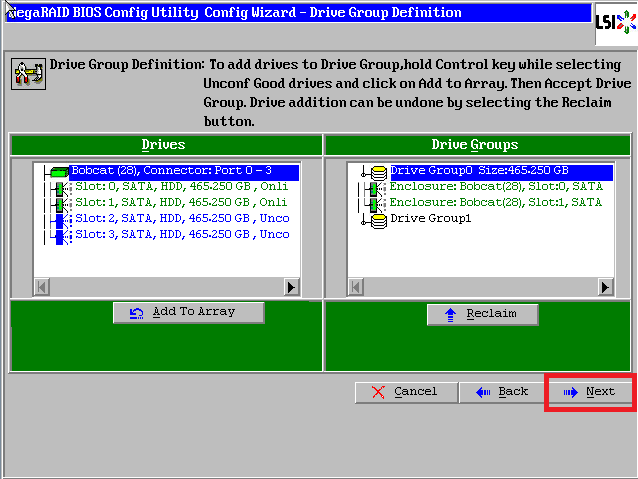 MegaRAID BIOS Config Utility Config Wizard - Drive Group Definition
LSI
Drive Group Definition: To add drives to Drive Group,hold Control key while selecting
Unconf Good drives and click on Add to Array. Then Accept Drive
Group. Drive addition can be undone by selecting the Reclaim
button.
Drives
Bobcat (28), Connector: Port 0 - 3
Slot: 0, SATA, HDD, 465.250 GB , Onli
Slot: 1, SATA, HDD, 465.250 GB , Onli
Slot: 2, SATA, HDD, 465.250 GB , Unco
Slot: 3, SATA, HDD, 465.250 GB , Unco
Add To Array
Drive Groups
Drive Group0 Size:465.250 GB
Enclosure: Bobcat(28), Slot:0, SATA
Enclosure: Bobcat(28), Slot:1, SATA
Drive Group1
Reclaim
Cancel
Back
Next